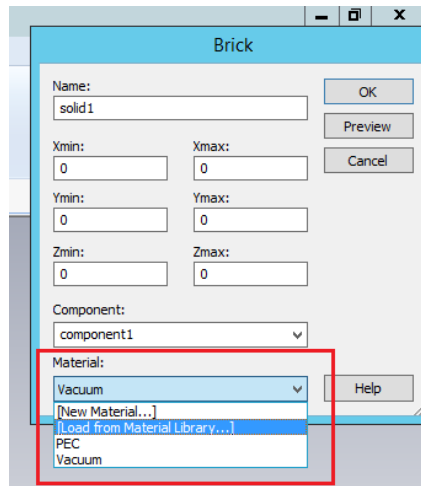 Brick
Name:
OK
solid1
Preview
Xmin: Xmax:
Cancel
0 0
Ymin: Ymax:
0 0
Zmin: Zmax:
0 0
Component:
component1
Material:
Vacuum
Help
[New Material...]
[Load from Material Library...]
PEC
Vacuum